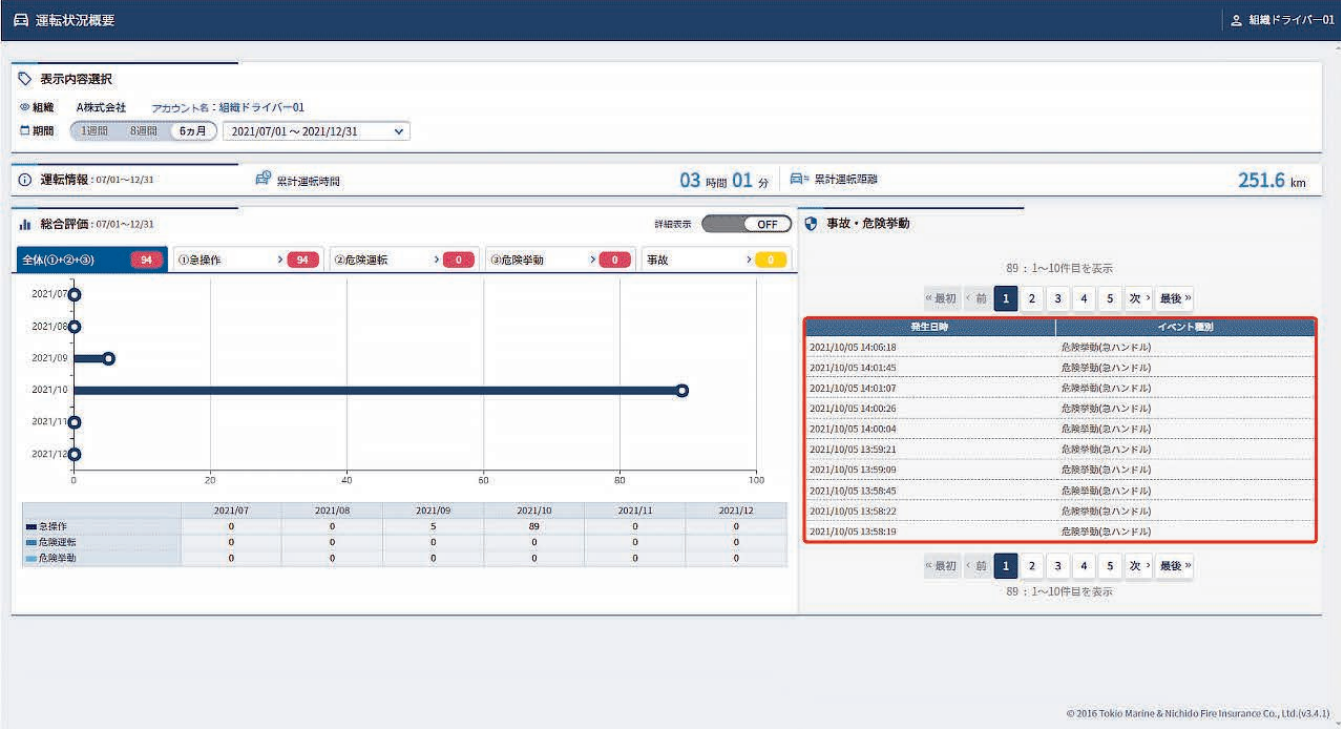 運転状況概要
組織ドライバー01
表示内容選択
組織 A株式会社 アカウント名：組織ドライバー01
期間 1週間 8週間 6ヵ月 2021/07/01 ～ 2021/12/31
運転情報 : 07/01～12/31 累計運転時間 03 時間 01 分 累計運転距離 251.6 km
総合評価 : 07/01～12/31 詳細表示 OFF
全体(①+②+③) 94 ①急操作 > 94 ②危険運転 > 0 ③危険挙動 > 0 事故 > 0
2021/07
2021/08
2021/09
2021/10
2021/11
2021/12
0 20 40 60 80 100
2021/07 2021/08 2021/09 2021/10 2021/11 2021/12
急操作 0 0 5 89 0 0
危険運転 0 0 0 0 0 0
危険挙動 0 0 0 0 0 0
事故・危険挙動
89 : 1～10件目を表示
« 最初 ‹ 前 1 2 3 4 5 次 › 最後 »
発生日時 イベント種別
2021/10/05 14:06:18 危険挙動(急ハンドル)
2021/10/05 14:01:45 危険挙動(急ハンドル)
2021/10/05 14:01:07 危険挙動(急ハンドル)
2021/10/05 14:00:26 危険挙動(急ハンドル)
2021/10/05 14:00:04 危険挙動(急ハンドル)
2021/10/05 13:59:21 危険挙動(急ハンドル)
2021/10/05 13:59:09 危険挙動(急ハンドル)
2021/10/05 13:58:45 危険挙動(急ハンドル)
2021/10/05 13:58:22 危険挙動(急ハンドル)
2021/10/05 13:58:19 危険挙動(急ハンドル)
« 最初 ‹ 前 1 2 3 4 5 次 › 最後 »
89 : 1～10件目を表示
© 2016 Tokio Marine & Nichido Fire Insurance Co., Ltd.(v3.4.1)